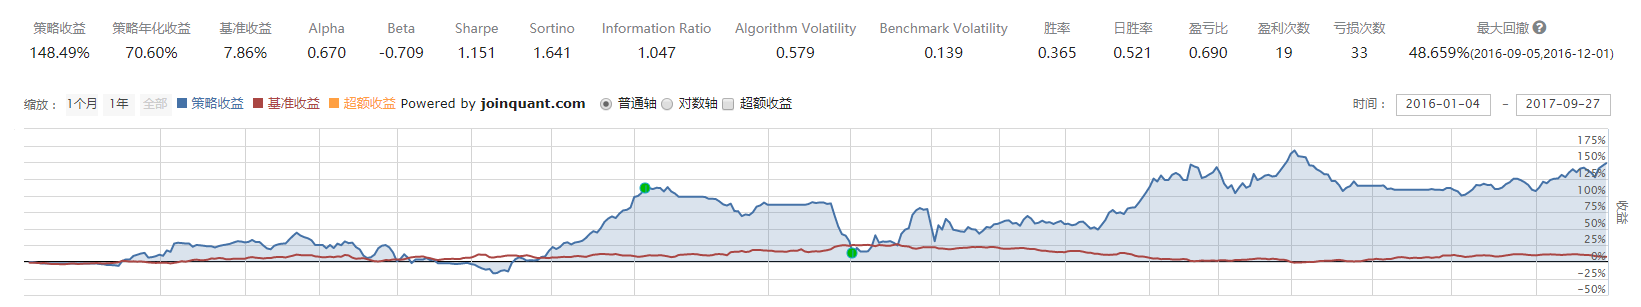 策略收益 策略年化收益 基准收益 Alpha Beta Sharpe Sortino Information Ratio Algorithm Volatility Benchmark Volatility 胜率 日胜率 盈亏比 盈利次数 亏损次数 最大回撤 ?
148.49% 70.60% 7.86% 0.670 -0.709 1.151 1.641 1.047 0.579 0.139 0.365 0.521 0.690 19 33 48.659%(2016-09-05,2016-12-01)
缩放： 1个月 1年 全部 策略收益 基准收益 超额收益 Powered by joinquant.com 普通轴 对数轴 超额收益 时间： 2016-01-04 - 2017-09-27
175%
150%
125%
100%
75%
50%
25%
0%
-25%
-50%
收益